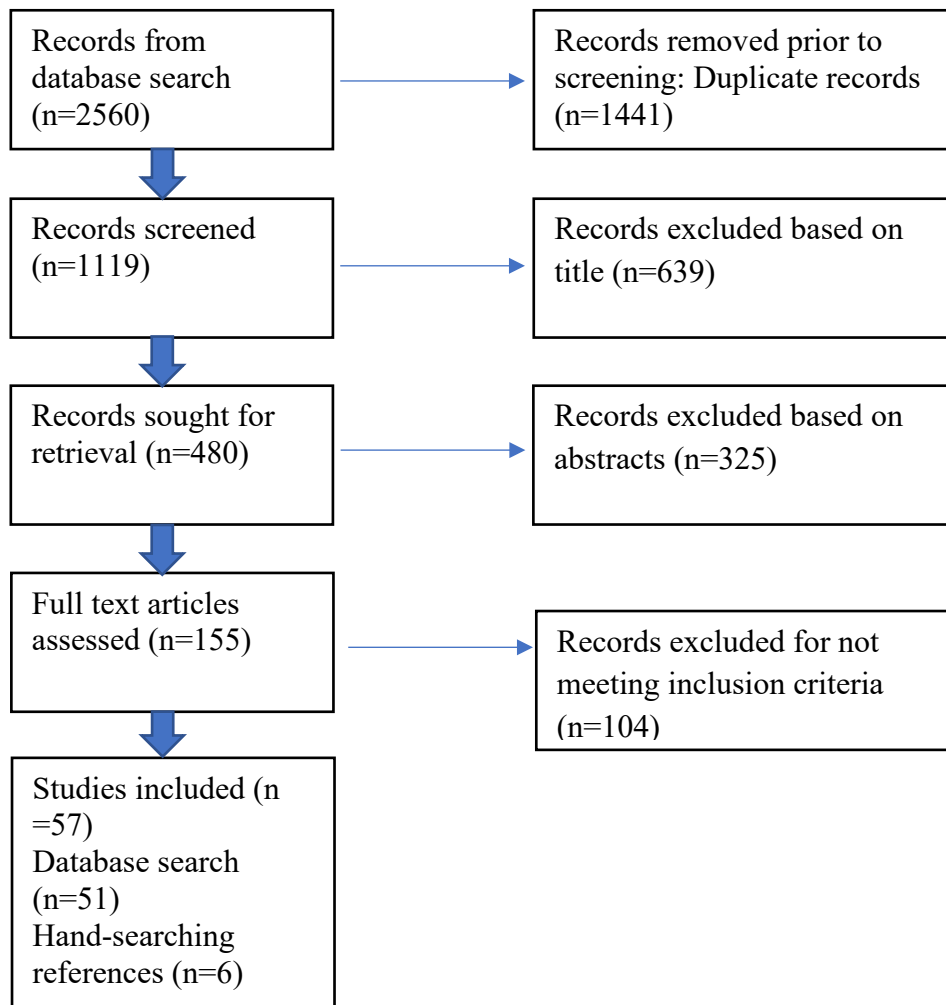 Records from
database search
(n=2560)
Records removed prior to
screening: Duplicate records
(n=1441)
Records screened
(n=1119)
Records excluded based on
title (n=639)
Records sought for
retrieval (n=480)
Records excluded based on
abstracts (n=325)
Full text articles
assessed (n=155)
Records excluded for not
meeting inclusion criteria
(n=104)
Studies included (n
=57)
Database search
(n=51)
Hand-searching
references (n=6)